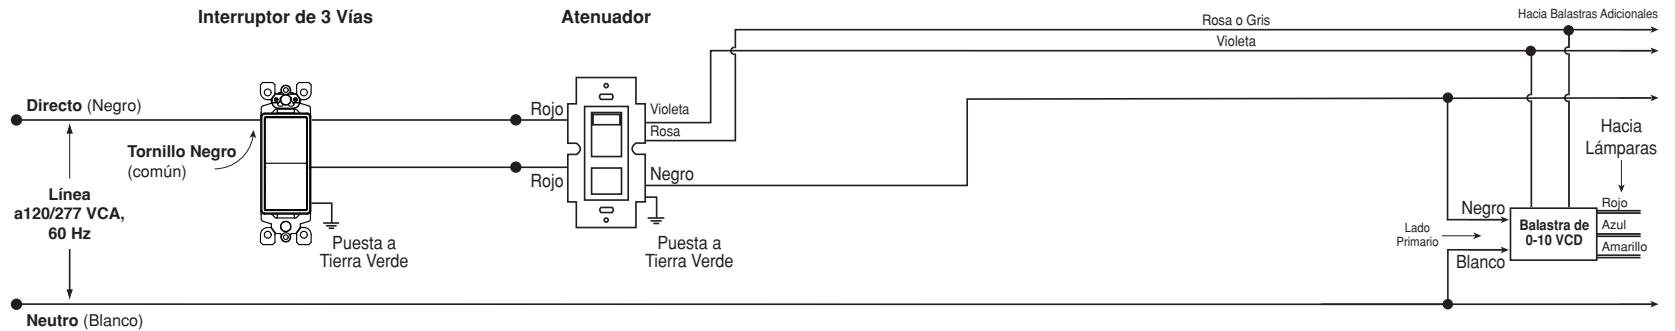 Interruptor de 3 Vías
Atenuador
Rosa o Gris
Hacia Balastras Adicionales
Violeta
Directo (Negro)
Rojo
Violeta
Rosa
Hacia
Lámparas
Tornillo Negro
(común)
Línea
a120/277 VCA,
60 Hz
Rojo
Negro
Puesta a
Tierra Verde
Puesta a
Tierra Verde
Negro
Lado
Primario
Blanco
Balastra de
0-10 VCD
Rojo
Azul
Amarillo
Neutro (Blanco)